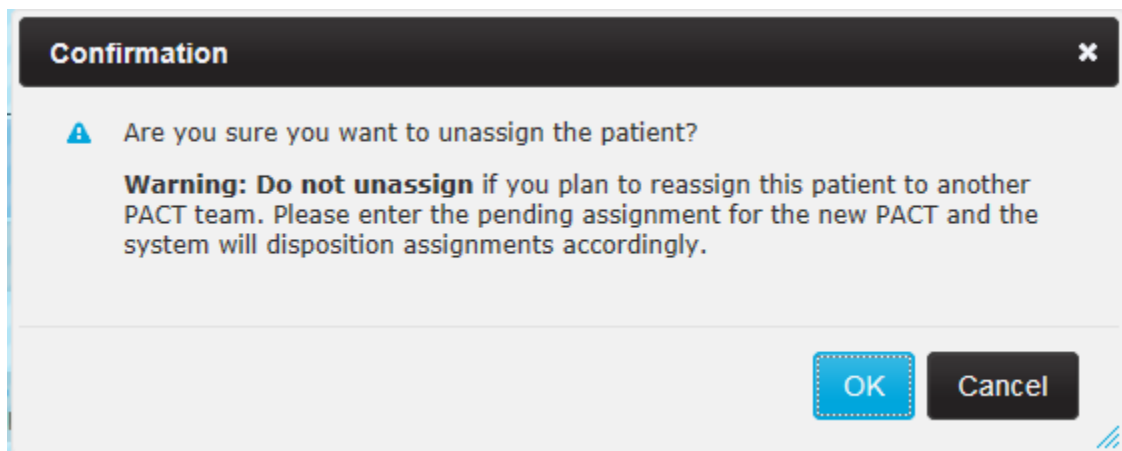 Confirmation
Are you sure you want to unassign the patient?
Warning: Do not unassign if you plan to reassign this patient to another
PACT team. Please enter the pending assignment for the new PACT and the
system will disposition assignments accordingly.
OK
Cancel